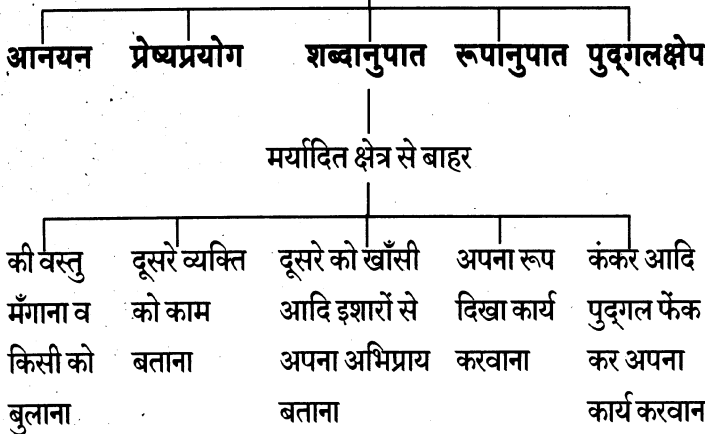 आनयन प्रेष्यप्रयोग शब्दानुपात रूपानुपात पुद्गलक्षेप
मर्यादित क्षेत्र से बाहर
की वस्तु दूसरे व्यक्ति दूसरे को खाँसी अपना रूप कंकर आदि
मँगाना व को काम आदि इशारों से दिखा कार्य पुद्गल फेंक
किसी को बताना अपना अभिप्राय करवाना कर अपना
बुलाना बताना कार्य करवान